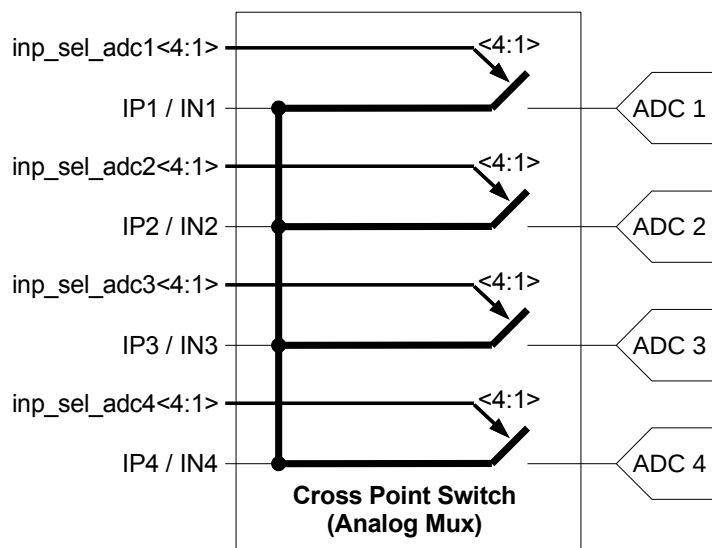 inp_sel_adc1<4:1> <4:1>
IP1 / IN1 ADC 1
inp_sel_adc2<4:1> <4:1>
IP2 / IN2 ADC 2
inp_sel_adc3<4:1> <4:1>
IP3 / IN3 ADC 3
inp_sel_adc4<4:1> <4:1>
IP4 / IN4 ADC 4
Cross Point Switch
(Analog Mux)